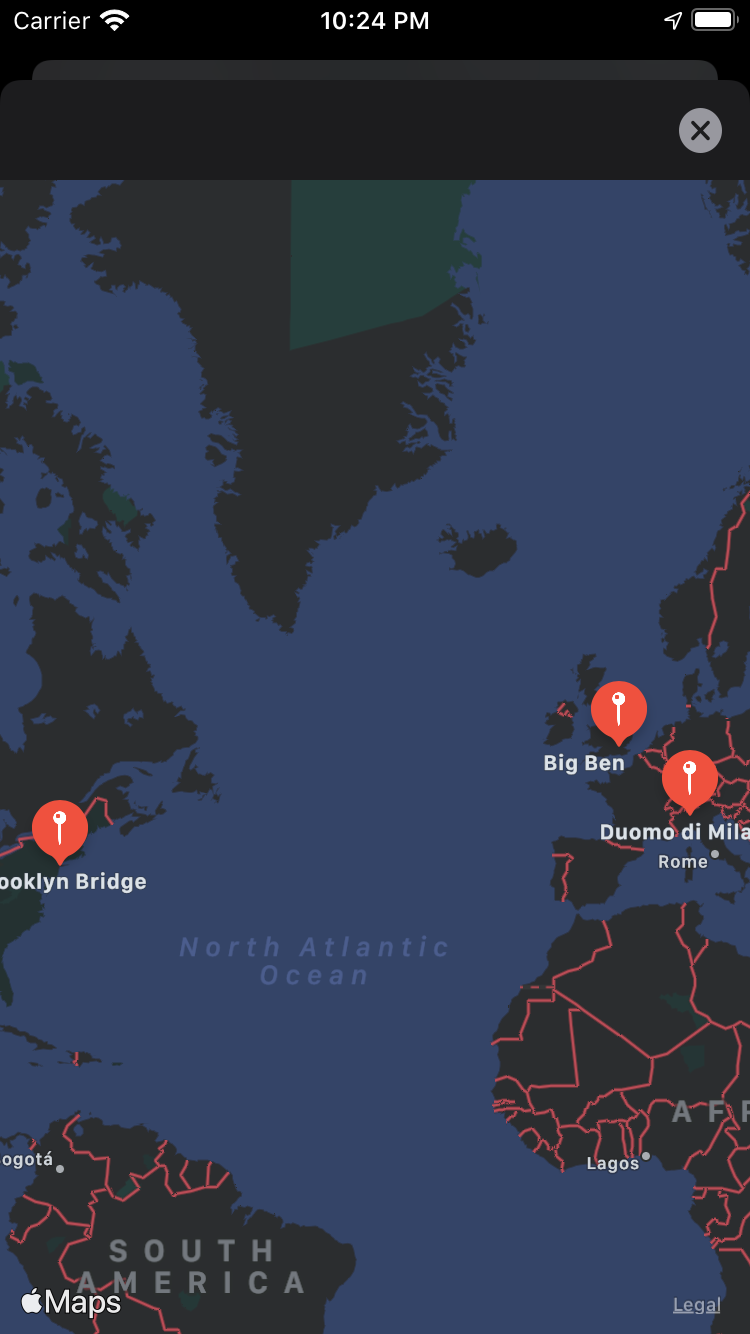 Carrier
10:24 PM
Big Ben
Duomo di Mila
Rome
ooklyn Bridge
North Atlantic
Ocean
AFR
ogotá
Lagos
SOUTH
AMERICA
Maps
Legal